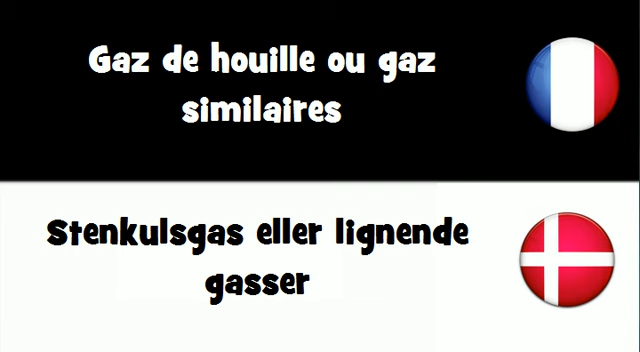 Gaz de houille ou gaz
similaires
Stenkulsgas eller lignende
gasser